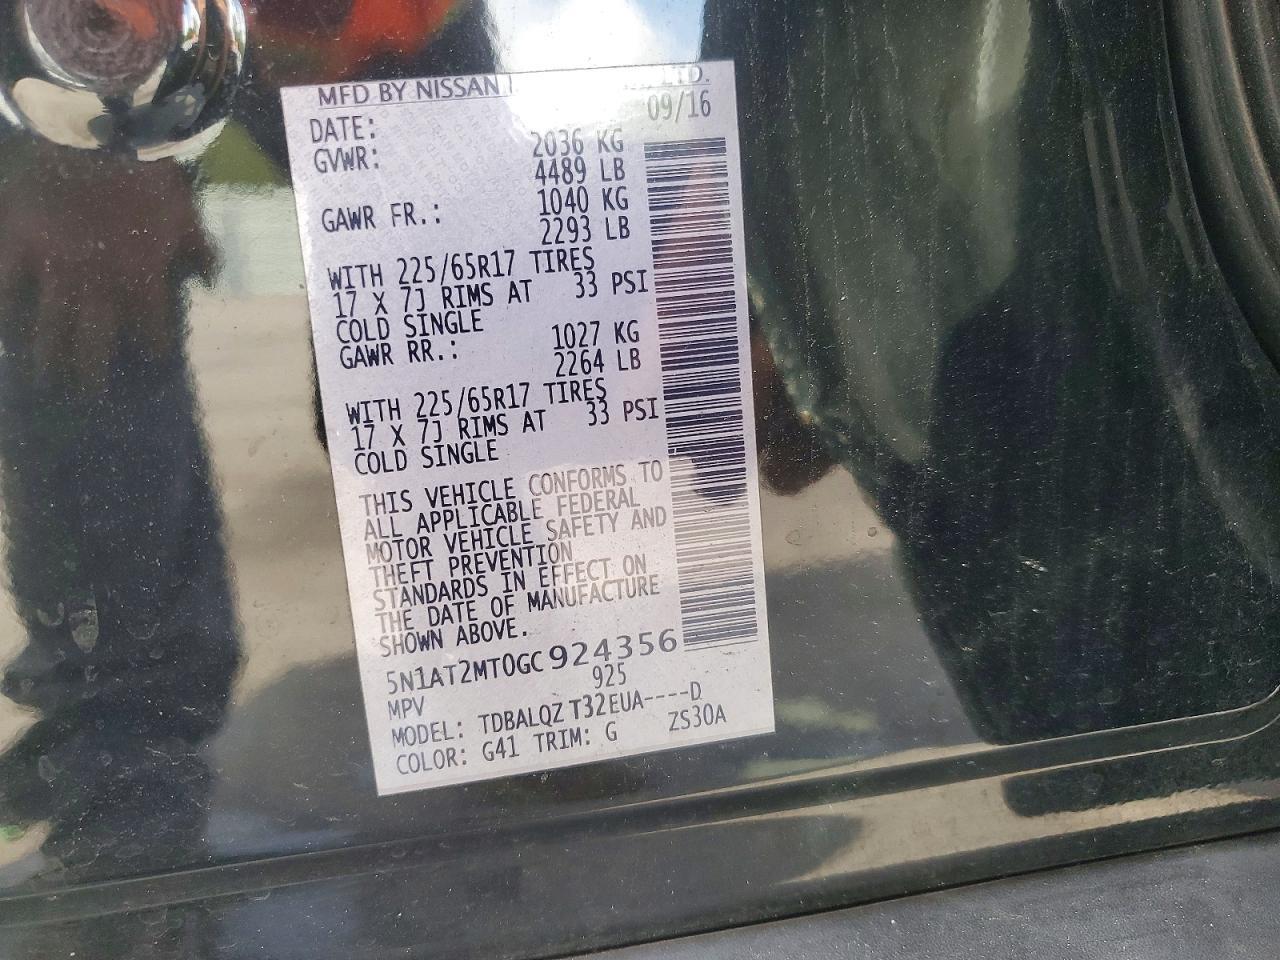 MFD BY NISSAN LTD.
DATE: 09/16
GVWR: 2036 KG
4489 LB
GAWR FR.: 1040 KG
2293 LB
WITH 225/65R17 TIRES
17 X 7J RIMS AT 33 PSI
COLD SINGLE
GAWR RR.: 1027 KG
2264 LB
WITH 225/65R17 TIRES
17 X 7J RIMS AT 33 PSI
COLD SINGLE
THIS VEHICLE CONFORMS TO
ALL APPLICABLE FEDERAL
MOTOR VEHICLE SAFETY AND
THEFT PREVENTION
STANDARDS IN EFFECT ON
THE DATE OF MANUFACTURE
SHOWN ABOVE.
5N1AT2MT0GC924356
MPV 925
MODEL: TDBALQZ T32EUA----D
COLOR: G41 TRIM: G ZS30A